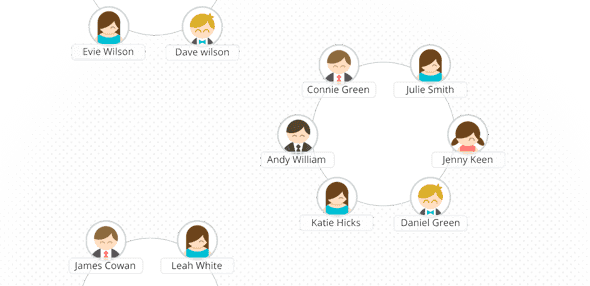 Evie Wilson
Dave wilson
Connie Green
Julie Smith
Andy William
Jenny Keen
Katie Hicks
Daniel Green
James Cowan
Leah White